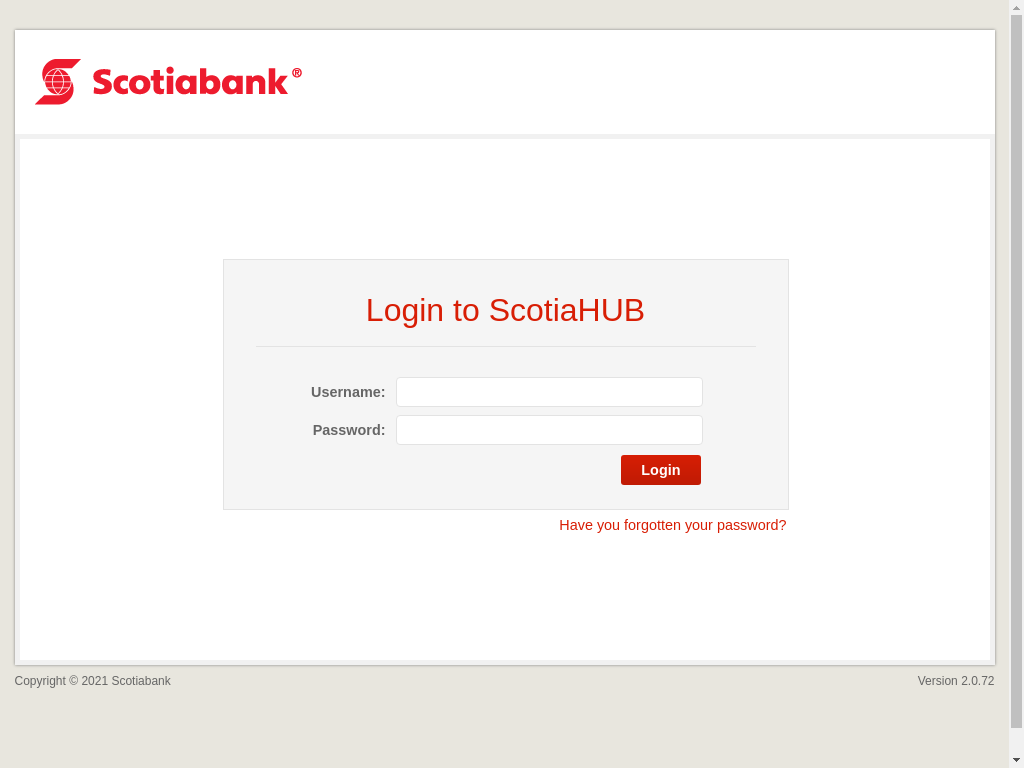 Scotiabank ®
Login to ScotiaHUB
Username:
Password:
Login
Have you forgotten your password?
Copyright © 2021 Scotiabank
Version 2.0.72